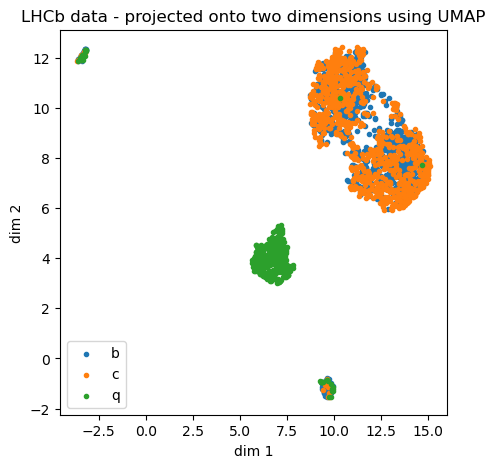 LHCb data - projected onto two dimensions using UMAP
12
10
8
6
4
2
0
−2
dim 2
b
c
q
−2.5 0.0 2.5 5.0 7.5 10.0 12.5 15.0
dim 1